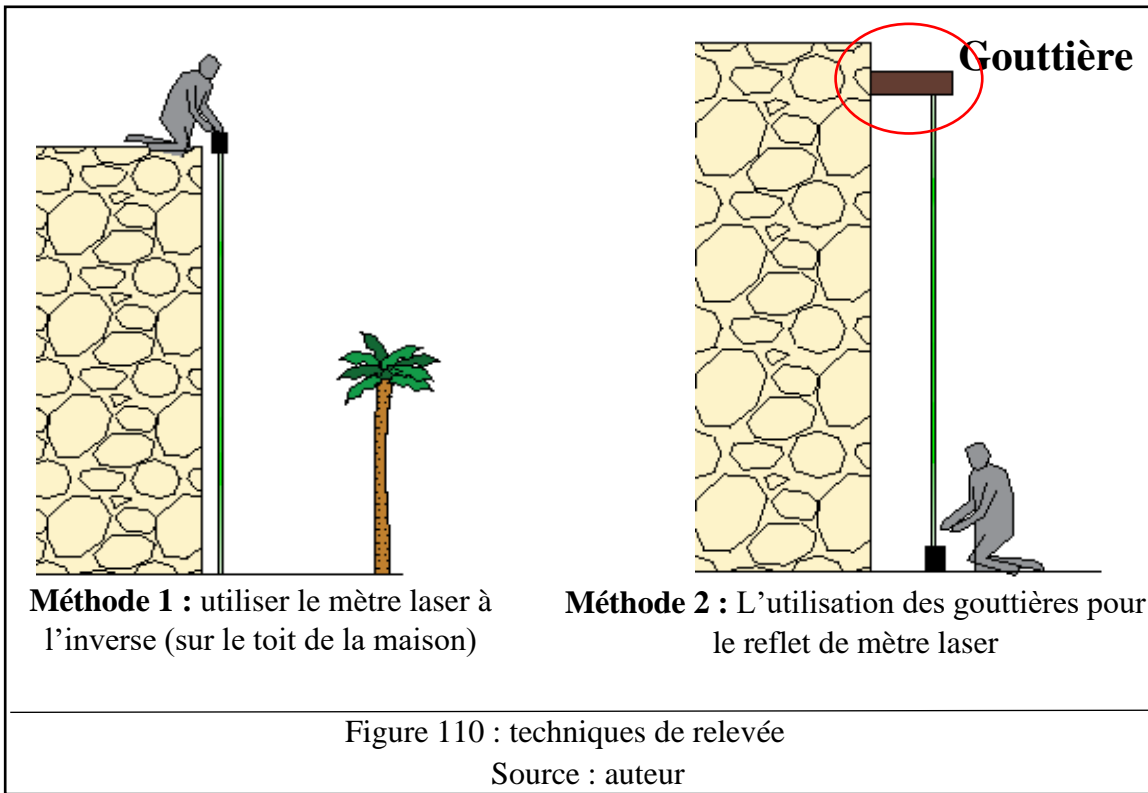 Gouttière
Méthode 1 : utiliser le mètre laser à
l’inverse (sur le toit de la maison)
Méthode 2 : L’utilisation des gouttières pour
le reflet de mètre laser
Figure 110 : techniques de relevée
Source : auteur